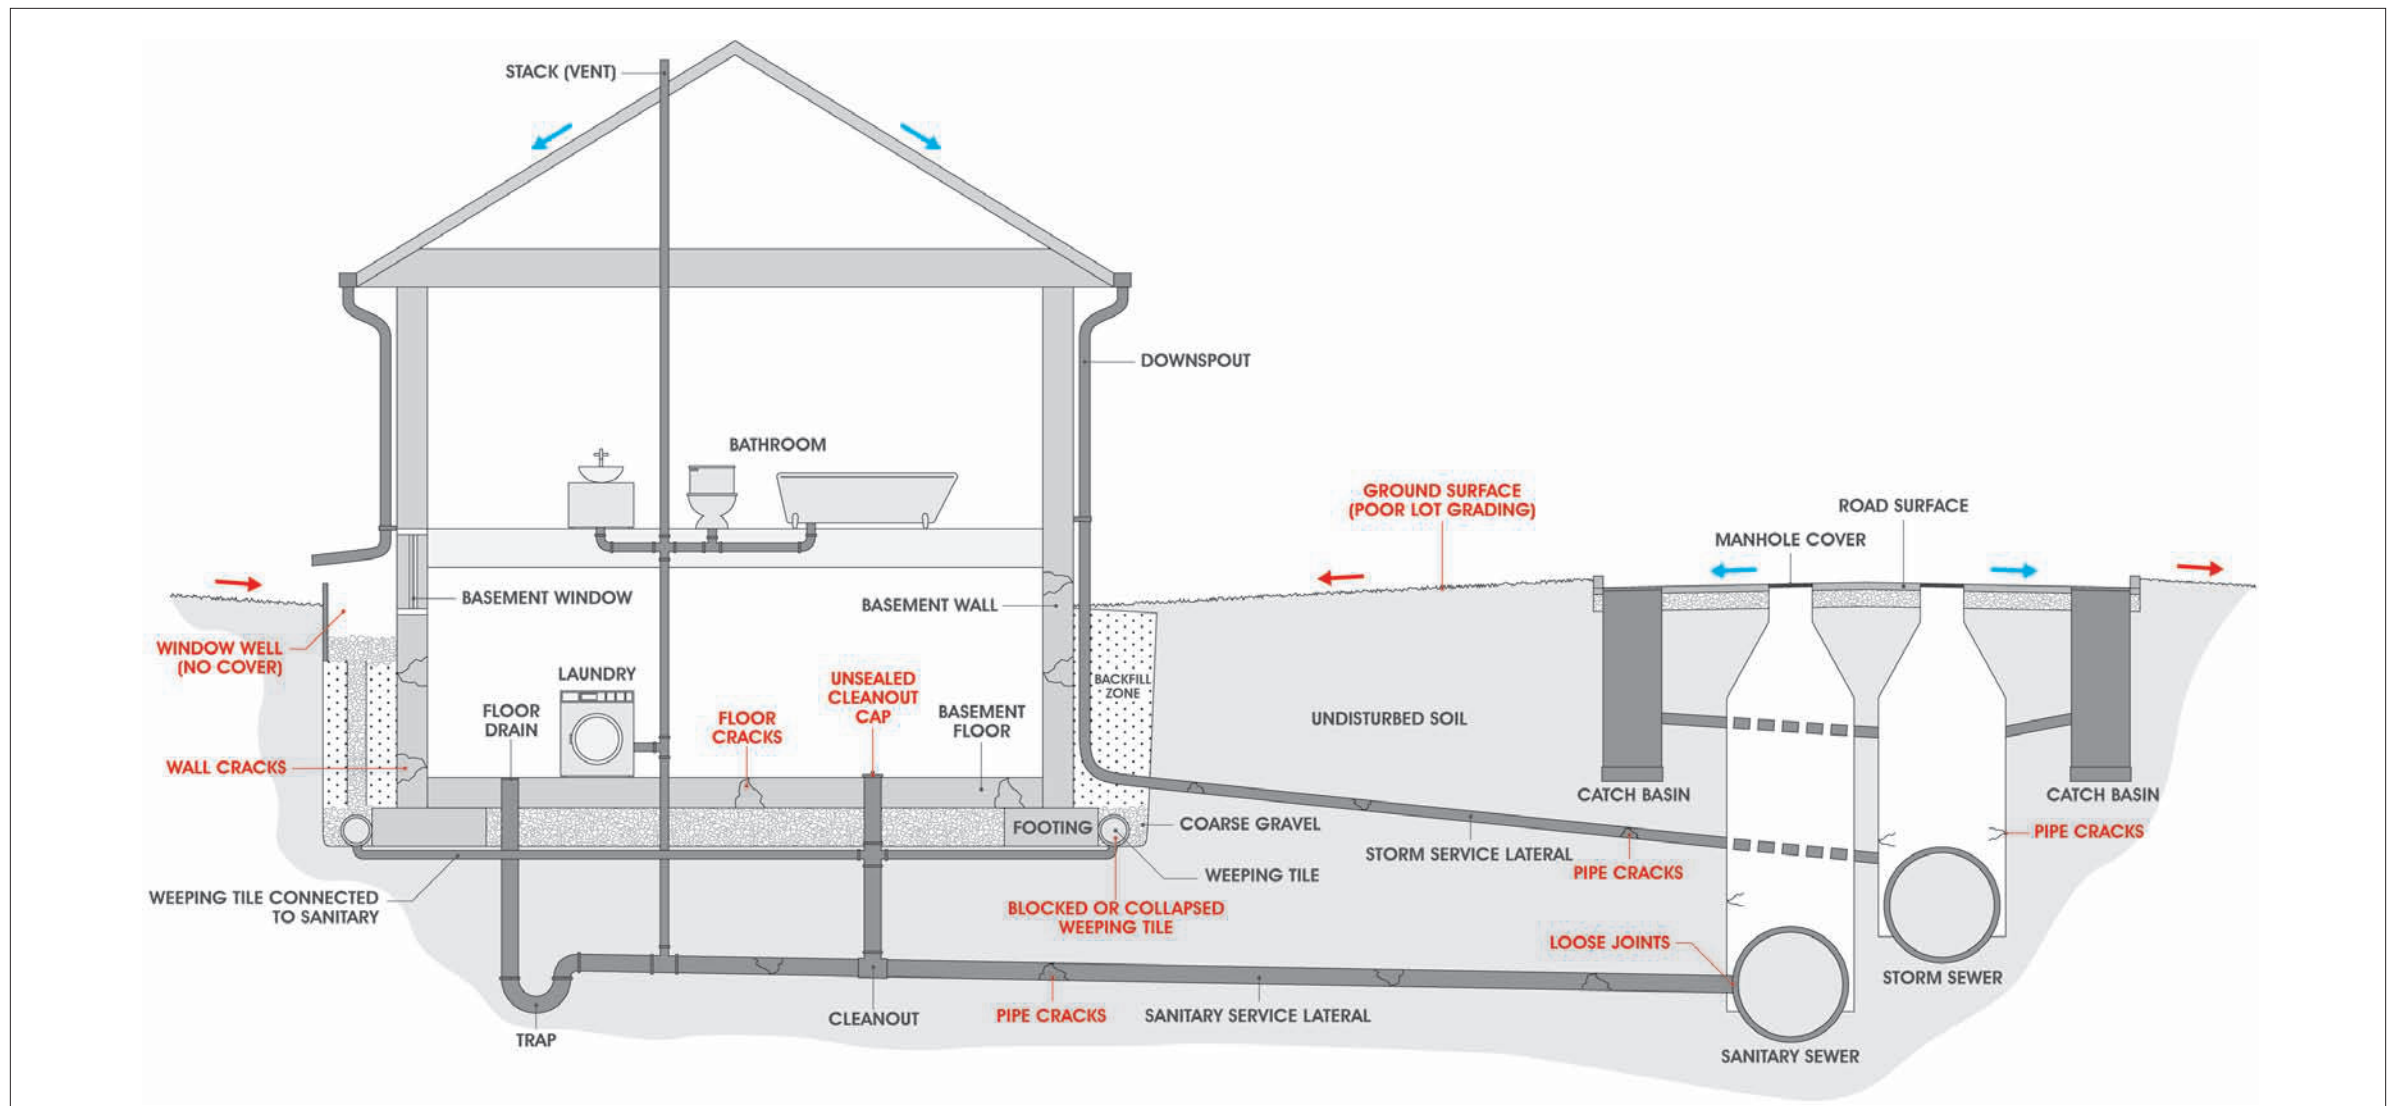 STACK (VENT)
DOWNSPOUT
BATHROOM
GROUND SURFACE
(POOR LOT GRADING)
ROAD SURFACE
MANHOLE COVER
BASEMENT WINDOW
BASEMENT WALL
WINDOW WELL
(NO COVER)
LAUNDRY
UNSEALED
CLEANOUT
CAP
BACKFILL
ZONE
FLOOR
DRAIN
FLOOR
CRACKS
BASEMENT
FLOOR
UNDISTURBED SOIL
WALL CRACKS
CATCH BASIN
CATCH BASIN
FOOTING
COARSE GRAVEL
PIPE CRACKS
STORM SERVICE LATERAL
PIPE CRACKS
WEEPING TILE
WEEPING TILE CONNECTED
TO SANITARY
BLOCKED OR COLLAPSED
WEEPING TILE
LOOSE JOINTS
STORM SEWER
CLEANOUT
PIPE CRACKS
SANITARY SERVICE LATERAL
TRAP
SANITARY SEWER